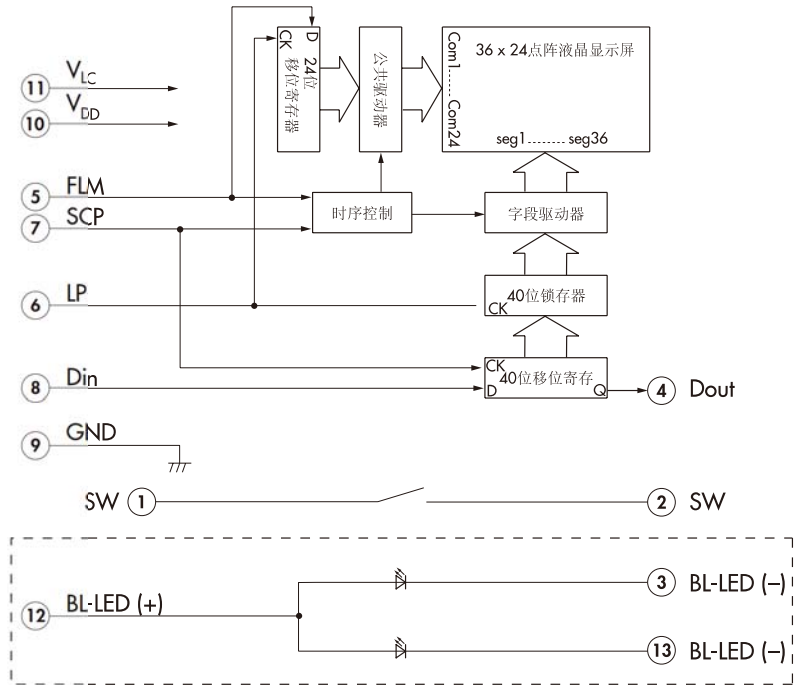 D
CK
24位
移位寄存器
公共驱动器
Com1........Com24
36 x 24点阵液晶显示屏
seg1........ seg36
11 VLC
10 VDD
5 FLM
时序控制
字段驱动器
7 SCP
6 LP
40位锁存器
CK
CK
8 Din
D
40位移位寄存
Q
4 Dout
9 GND
SW 1
2 SW
3 BL-LED (–)
12 BL-LED (+)
13 BL-LED (–)